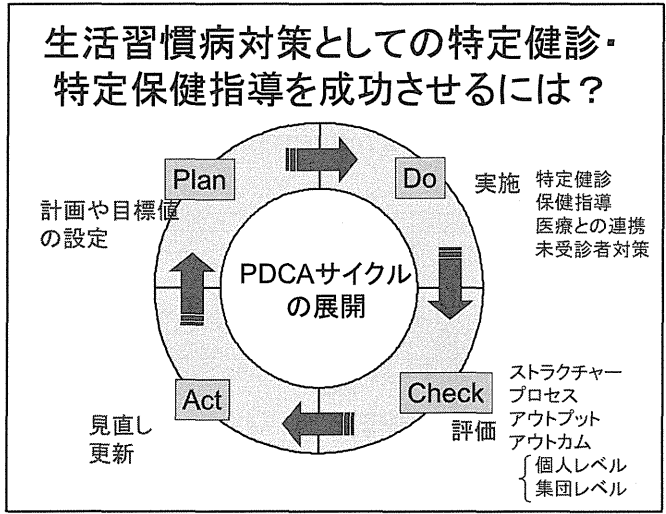 生活習慣病対策としての特定健診・
特定保健指導を成功させるには？
Plan
計画や目標値
の設定
Do
実施
特定健診
保健指導
医療との連携
未受診者対策
PDCAサイクル
の展開
Check
評価
ストラクチャー
プロセス
アウトプット
アウトカム
個人レベル
集団レベル
Act
見直し
更新